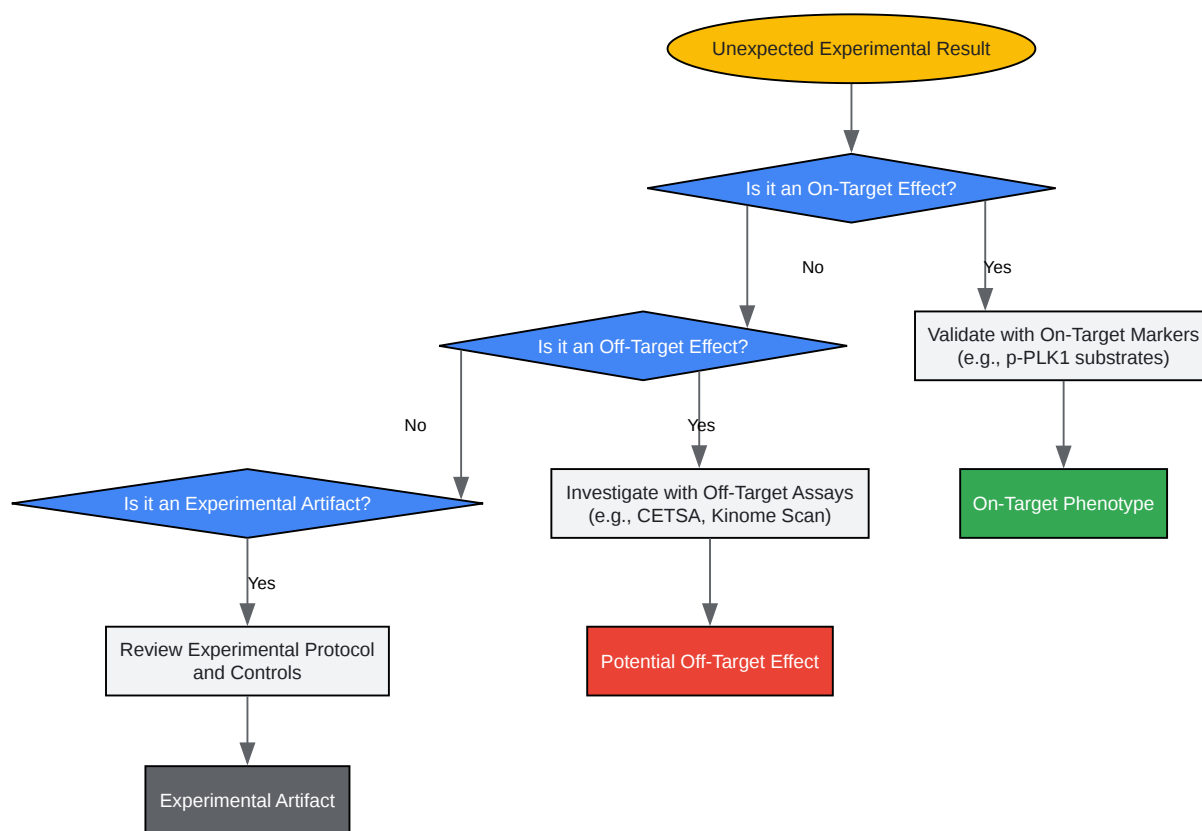 Unexpected Experimental Result
Is it an On-Target Effect?
No
Yes
Is it an Off-Target Effect?
Validate with On-Target Markers
(e.g., p-PLK1 substrates)
No
Yes
Is it an Experimental Artifact?
Investigate with Off-Target Assays
(e.g., CETSA, Kinome Scan)
On-Target Phenotype
Yes
Review Experimental Protocol
and Controls
Potential Off-Target Effect
Experimental Artifact